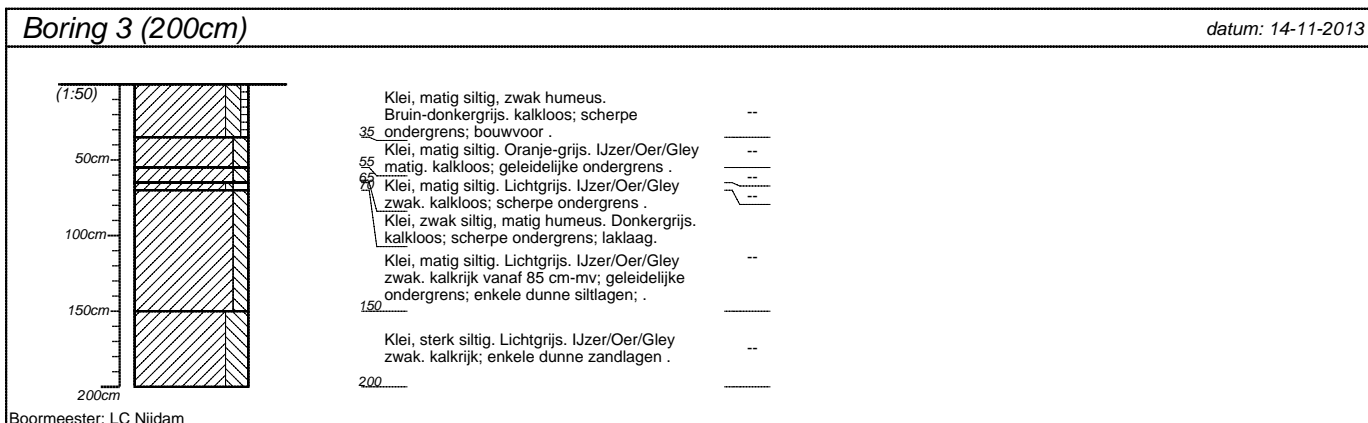 Boring 3 (200cm)
datum: 14-11-2013
(1:50)
50cm
100cm
150cm
200cm
Klei, matig siltig, zwak humeus.
Bruin-donkergrijs. kalkloos; scherpe
35 ondergrens; bouwvoor .
--
Klei, matig siltig. Oranje-grijs. IJzer/Oer/Gley
55 matig. kalkloos; geleidelijke ondergrens .
--
65
Klei, matig siltig. Lichtgrijs. IJzer/Oer/Gley
zwak. kalkloos; scherpe ondergrens .
--
70
Klei, zwak siltig, matig humeus. Donkergrijs.
kalkloos; scherpe ondergrens; laklaag.
--
Klei, matig siltig. Lichtgrijs. IJzer/Oer/Gley
zwak. kalkrijk vanaf 85 cm-mv; geleidelijke
ondergrens; enkele dunne siltlagen; .
--
150
Klei, sterk siltig. Lichtgrijs. IJzer/Oer/Gley
zwak. kalkrijk; enkele dunne zandlagen .
--
200
Boormeester: LC Nijdam